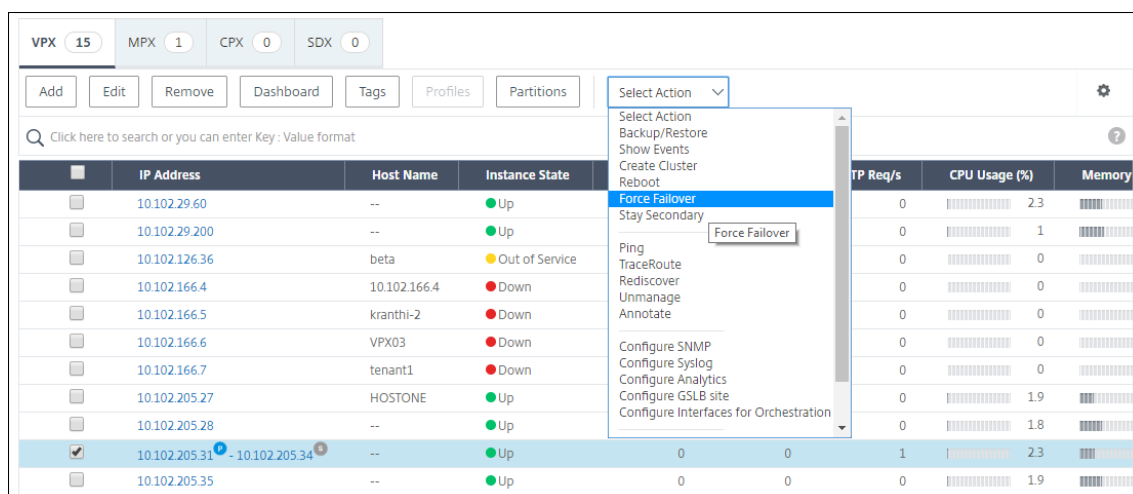 VPX 15 MPX 1 CPX 0 SDX 0
Add Edit Remove Dashboard Tags Profiles Partitions Select Action
Click here to search or you can enter Key : Value format ?
IP Address Host Name Instance State TP Req/s CPU Usage (%) Memory
10.102.29.60 -- Up 0 2.3
10.102.29.200 -- Up 0 1
10.102.126.36 beta Out of Service 0 0
10.102.166.4 10.102.166.4 Down 0 0
10.102.166.5 kranthi-2 Down 0 0
10.102.166.6 VPX03 Down 0 0
10.102.166.7 tenant1 Down 0 0
10.102.205.27 HOSTONE Up 0 1.9
10.102.205.28 -- Up 0 1.8
10.102.205.31 P - 10.102.205.34 S -- Up 0 0 1 2.3
10.102.205.35 -- Up 0 0 0 1.9
Select Action
Backup/Restore
Show Events
Create Cluster
Reboot
Force Failover
Stay Secondary
Force Failover
Ping
TraceRoute
Rediscover
Unmanage
Annotate
Configure SNMP
Configure Syslog
Configure Analytics
Configure GSLB site
Configure Interfaces for Orchestration